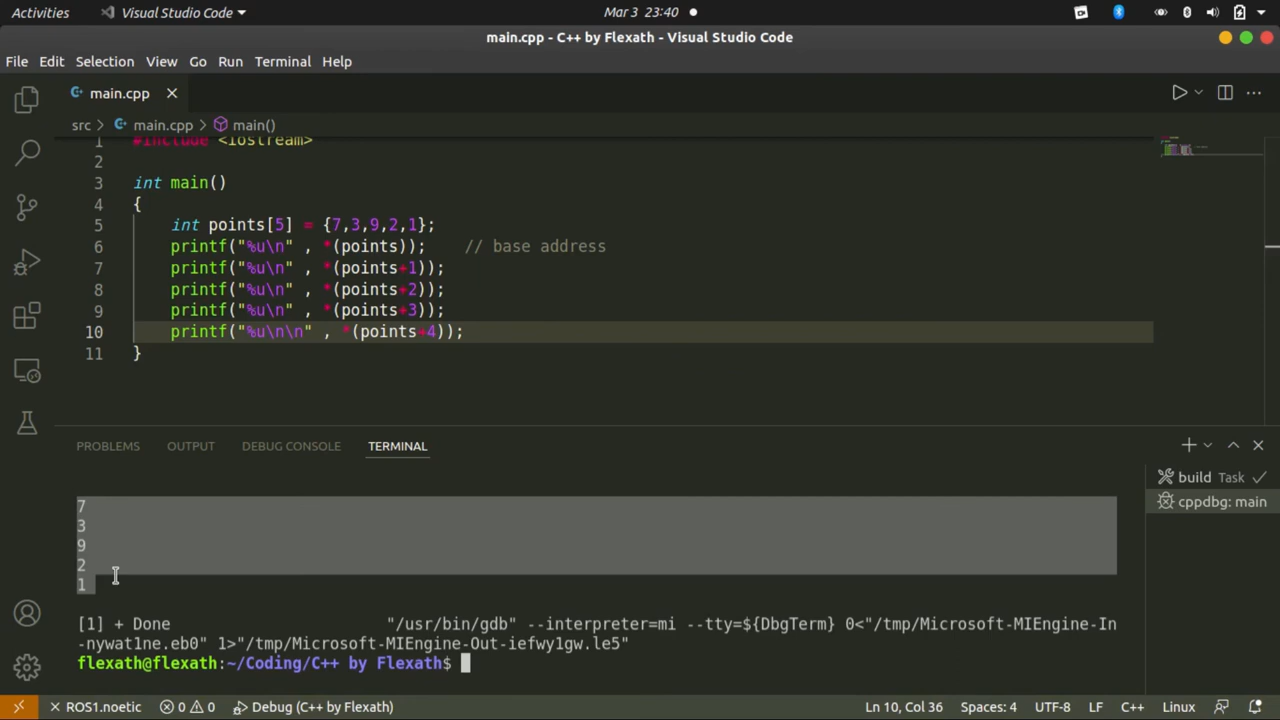 Activities Visual Studio Code Mar 3 23:40
main.cpp - C++ by Flexath - Visual Studio Code
File Edit Selection View Go Run Terminal Help
main.cpp
src > main.cpp > main()
1 #include <iostream>
2
3 int main()
4 {
5 int points[5] = {7,3,9,2,1};
6 printf("%u\n" , *(points)); // base address
7 printf("%u\n" , *(points+1));
8 printf("%u\n" , *(points+2));
9 printf("%u\n" , *(points+3));
10 printf("%u\n\n" , *(points+4));
11 }
PROBLEMS OUTPUT DEBUG CONSOLE TERMINAL
build Task
cppdbg: main
7
3
9
2
1
[1] + Done "/usr/bin/gdb" --interpreter=mi --tty=${DbgTerm} 0<"/tmp/Microsoft-MIEngine-In
-nywat1ne.eb0" 1>"/tmp/Microsoft-MIEngine-Out-iefwy1gw.le5"
flexath@flexath:~/Coding/C++ by Flexath$
ROS1.noetic 0 0 Debug (C++ by Flexath) Ln 10, Col 36 Spaces: 4 UTF-8 LF C++ Linux